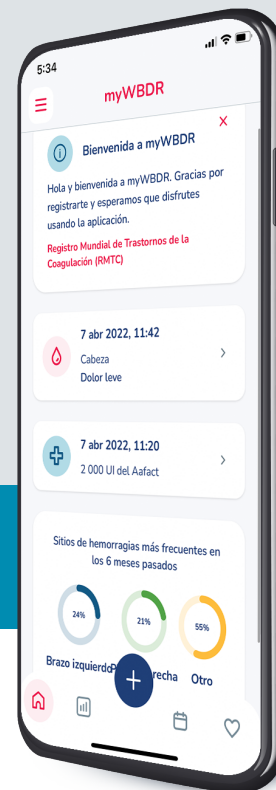 5:34
myWBDR
Bienvenida a myWBDR
Hola y bienvenida a myWBDR. Gracias por
registrarte y esperamos que disfrutes
usando la aplicación.
Registro Mundial de Trastornos de la
Coagulación (RMTC)
7 abr 2022, 11:42
Cabeza
Dolor leve
7 abr 2022, 11:20
2 000 UI del Aafact
Sitios de hemorragias más frecuentes en
los 6 meses pasados
24%
21%
55%
Brazo izquierdo
Otro